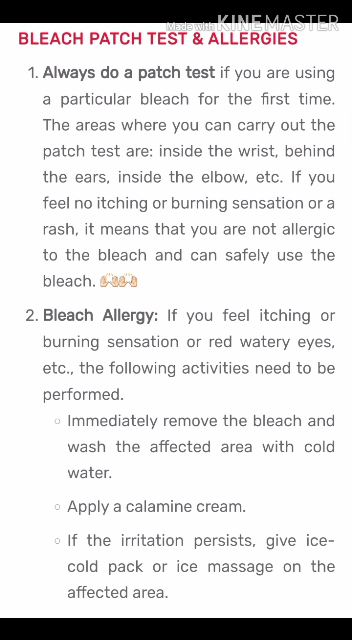 Made with KINEMASTER
BLEACH PATCH TEST & ALLERGIES
1. Always do a patch test if you are using
a particular bleach for the first time.
The areas where you can carry out the
patch test are: inside the wrist, behind
the ears, inside the elbow, etc. If you
feel no itching or burning sensation or a
rash, it means that you are not allergic
to the bleach and can safely use the
bleach. 🙌🏻🙌🏻
2. Bleach Allergy: If you feel itching or
burning sensation or red watery eyes,
etc., the following activities need to be
performed.
○ Immediately remove the bleach and
wash the affected area with cold
water.
○ Apply a calamine cream.
○ If the irritation persists, give ice-
cold pack or ice massage on the
affected area.